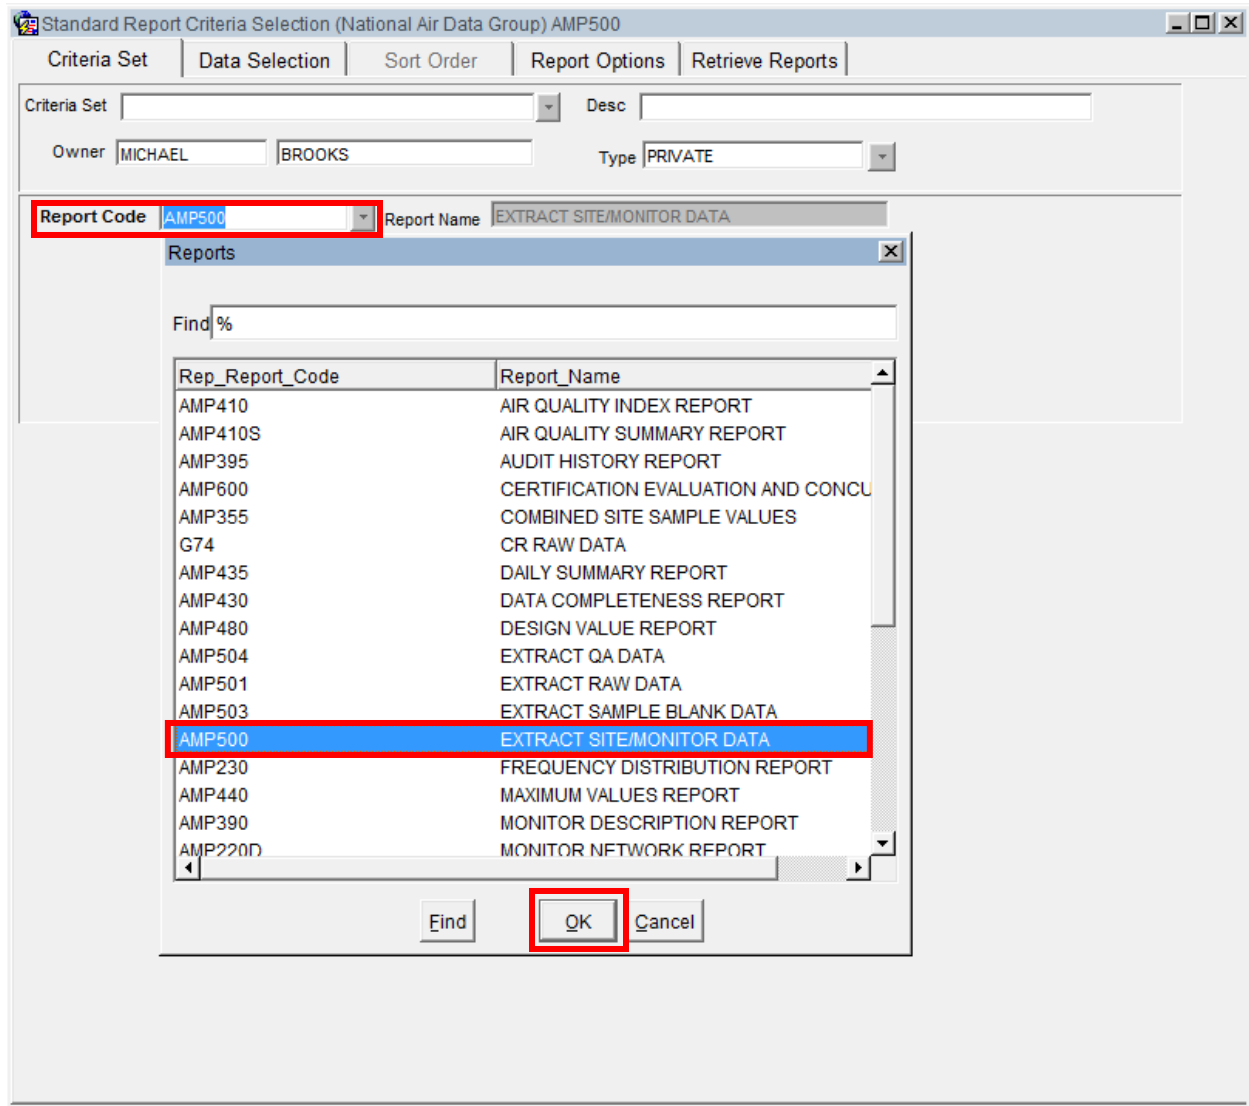 Standard Report Criteria Selection (National Air Data Group) AMP500
Criteria Set Data Selection Sort Order Report Options Retrieve Reports
Criteria Set Desc
Owner MICHAEL BROOKS Type PRIVATE
Report Code AMP500 Report Name EXTRACT SITE/MONITOR DATA
Reports
Find %
Rep_Report_Code Report_Name
AMP410 AIR QUALITY INDEX REPORT
AMP410S AIR QUALITY SUMMARY REPORT
AMP395 AUDIT HISTORY REPORT
AMP600 CERTIFICATION EVALUATION AND CONCU
AMP355 COMBINED SITE SAMPLE VALUES
G74 CR RAW DATA
AMP435 DAILY SUMMARY REPORT
AMP430 DATA COMPLETENESS REPORT
AMP480 DESIGN VALUE REPORT
AMP504 EXTRACT QA DATA
AMP501 EXTRACT RAW DATA
AMP503 EXTRACT SAMPLE BLANK DATA
AMP500 EXTRACT SITE/MONITOR DATA
AMP230 FREQUENCY DISTRIBUTION REPORT
AMP440 MAXIMUM VALUES REPORT
AMP390 MONITOR DESCRIPTION REPORT
AMP220D MONITOR NETWORK REPORT
Find OK Cancel